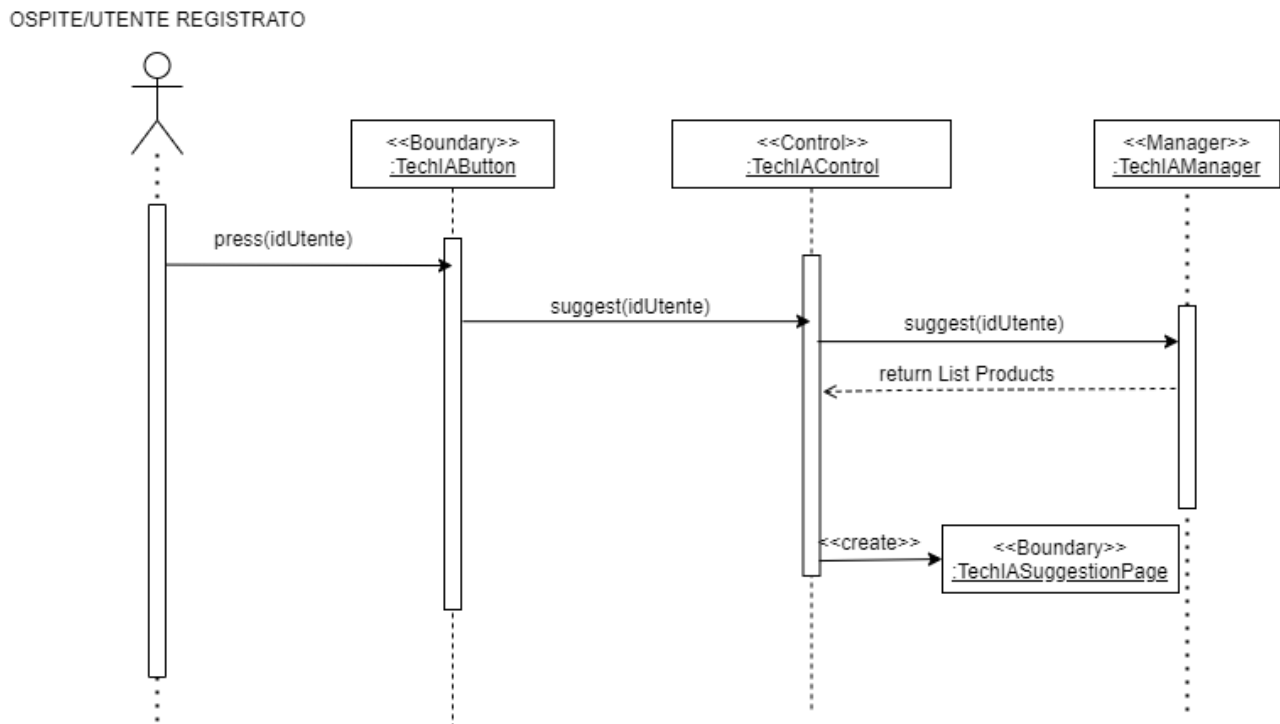 OSPITE/UTENTE REGISTRATO
<<Boundary>>
:TechIAButton
<<Control>>
:TechIAControl
<<Manager>>
:TechIAManager
press(idUtente)
suggest(idUtente)
suggest(idUtente)
return List Products
<<create>>
<<Boundary>>
:TechIASuggestionPage